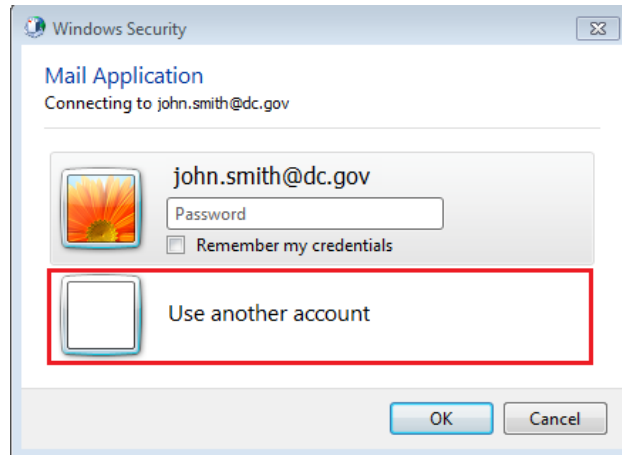 Windows Security
Mail Application
Connecting to john.smith@dc.gov
john.smith@dc.gov
Password
Remember my credentials
Use another account
OK Cancel